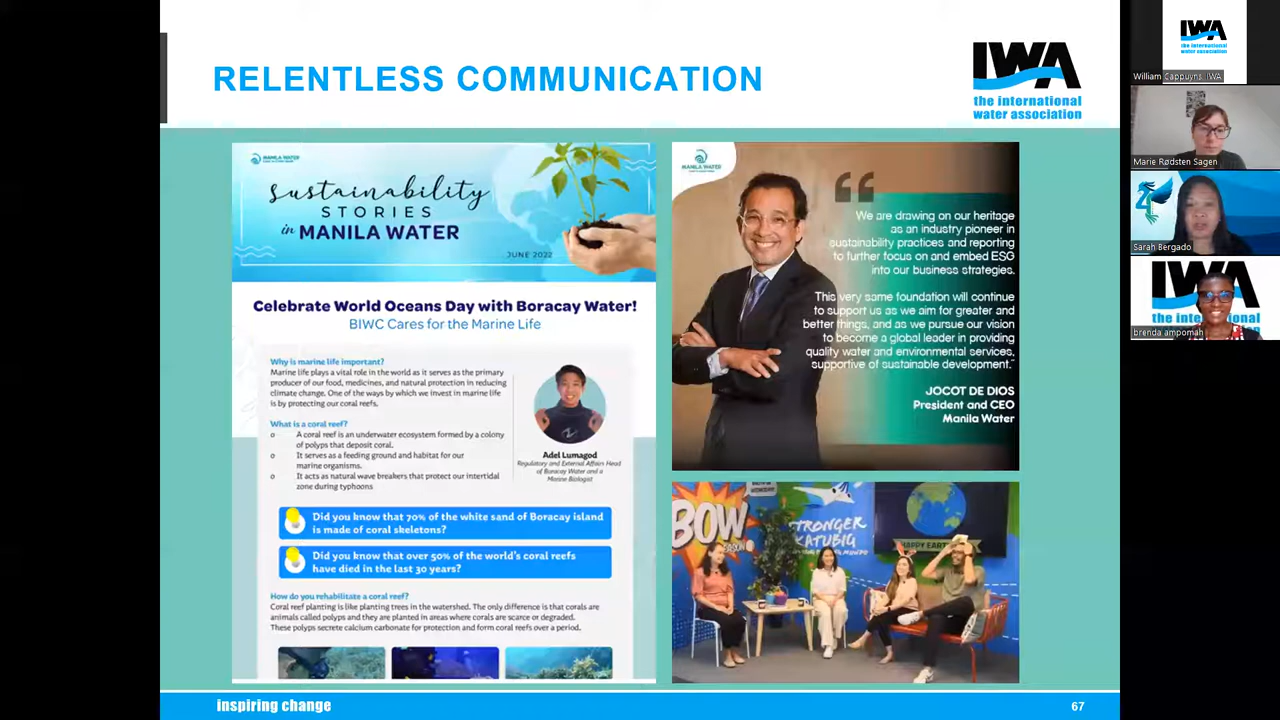 RELENTLESS COMMUNICATION
IWA
the international
water association
MANILA WATER
sustainability
STORIES
in MANILA WATER
JUNE 2022
Celebrate World Oceans Day with Boracay Water!
BIWC Cares for the Marine Life
Why is marine life important?
Marine life plays a vital role in the world as it serves as the primary
producer of our food, medicines, and natural protection in reducing
climate change. One of the ways by which we invest in marine life
is by protecting our coral reefs.
What is a coral reef?
o A coral reef is an underwater ecosystem formed by a colony
of polyps that deposit coral.
o It serves as a feeding ground and habitat for our
marine organisms.
o It acts as natural wave breakers that protect our intertidal
zone during typhoons
Adel Lumagod
Regulatory and External Affairs Head
of Boracay Water and a
Marine Biologist
Did you know that 70% of the white sand of Boracay island
is made of coral skeletons?
Did you know that over 50% of the world's coral reefs
have died in the last 30 years?
How do you rehabilitate a coral reef?
Coral reef planting is like planting trees in the watershed. The only difference is that corals are
animals called polyps and they are planted in areas where corals are scarce or degraded.
These polyps secrete calcium carbonate for protection and form coral reefs over a period.
MANILA WATER
“
We are drawing on our heritage
as an industry pioneer in
sustainability practices and reporting
to further focus on and embed ESG
into our business strategies.
This very same foundation will continue
to support us as we aim for greater and
better things, and as we pursue our vision
to become a global leader in providing
quality water and environmental services,
supportive of sustainable development.”
JOCOT DE DIOS
President and CEO
Manila Water
BOW
STRONGER
KATUBIG
HAPPY EARTH
inspiring change
67
IWA
the international
water association
William Cappuyns, IWA
Marie Rødsten Sagen
Sarah Bergado
IWA
the inte
brenda ampomah